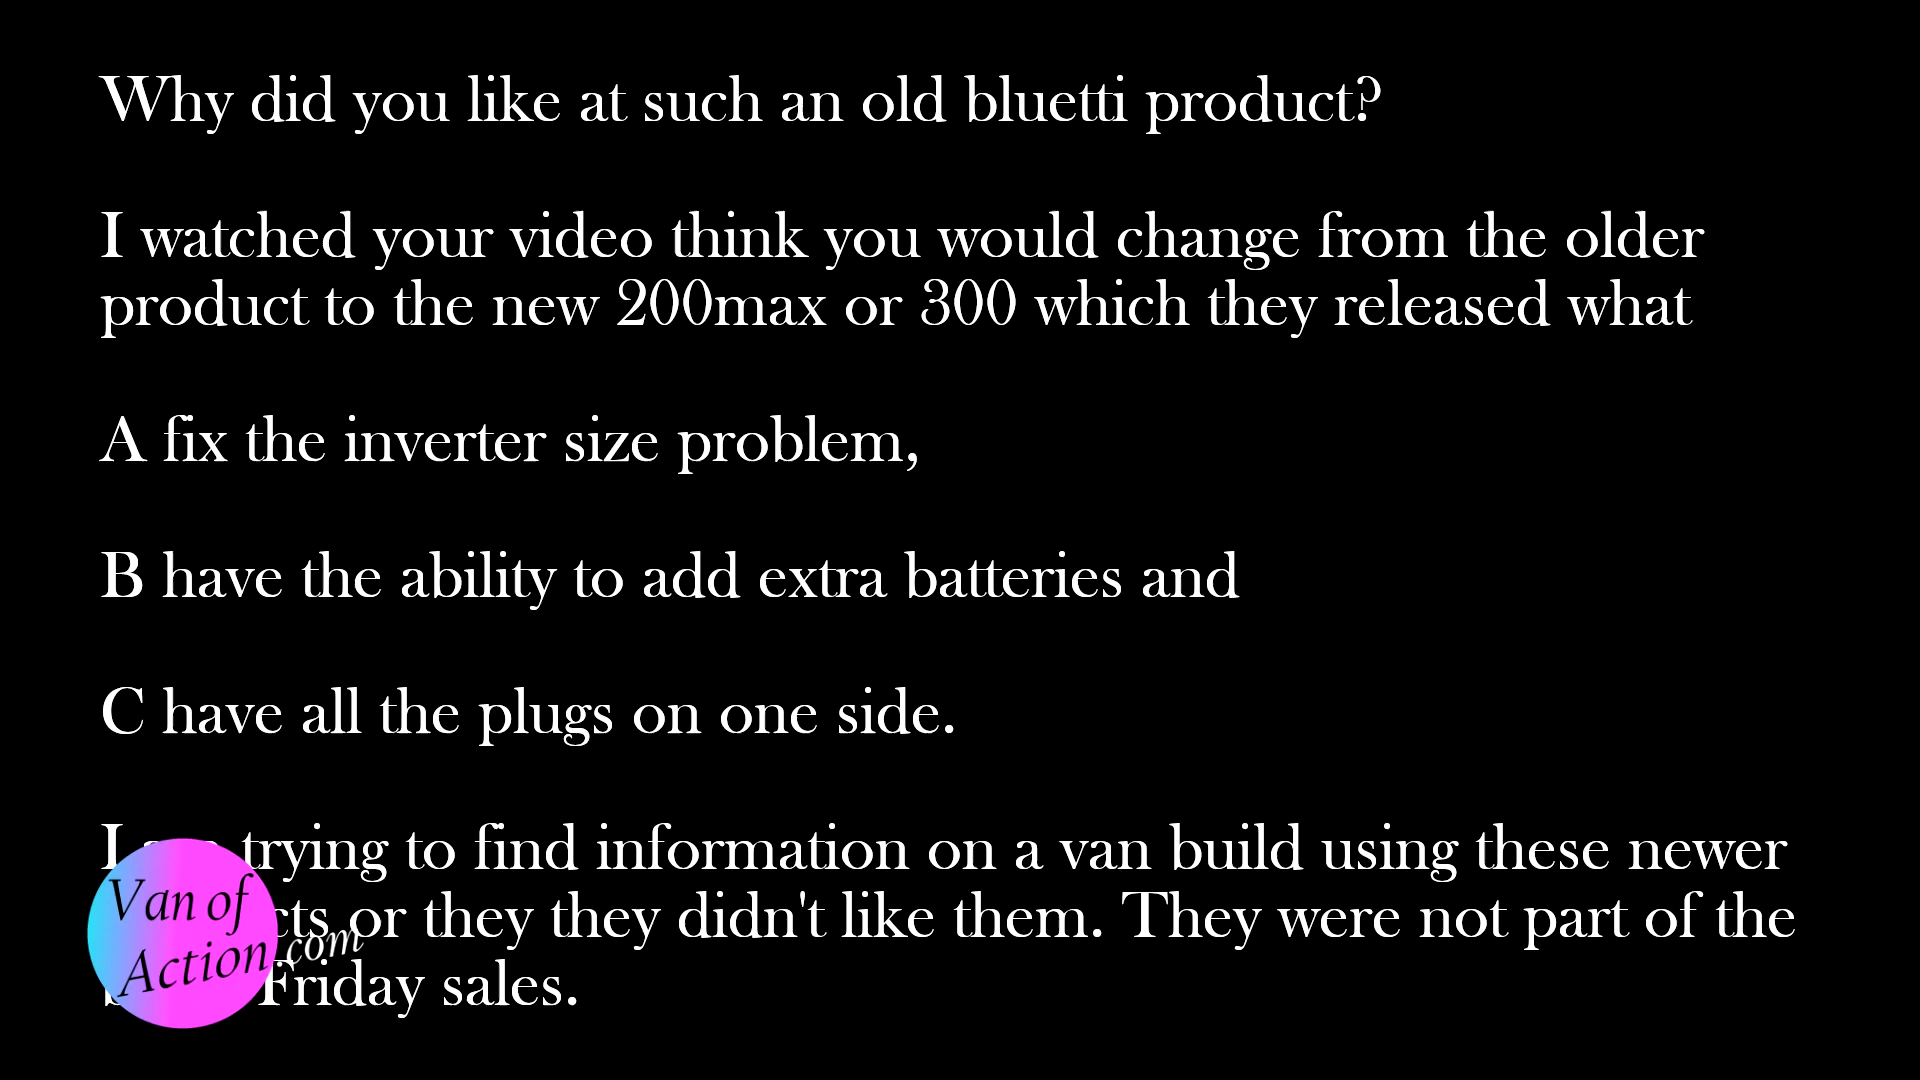 Why did you like at such an old bluetti product?
I watched your video think you would change from the older
product to the new 200max or 300 which they released what
A fix the inverter size problem,
B have the ability to add extra batteries and
C have all the plugs on one side.
I trying to find information on a van build using these newer
or they they didn't like them. They were not part of the
Friday sales.
Van of
Action.com